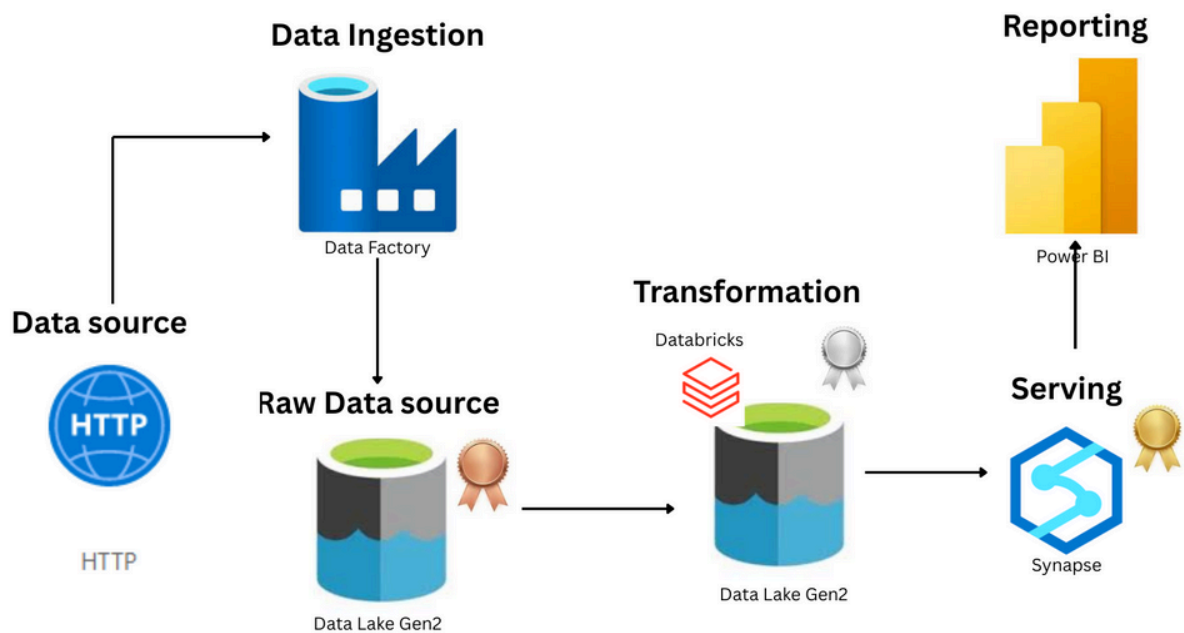 Data Ingestion
Data Factory
Data source
HTTP
HTTP
Raw Data source
Data Lake Gen2
Transformation
Databricks
Data Lake Gen2
Serving
Synapse
Reporting
Power BI